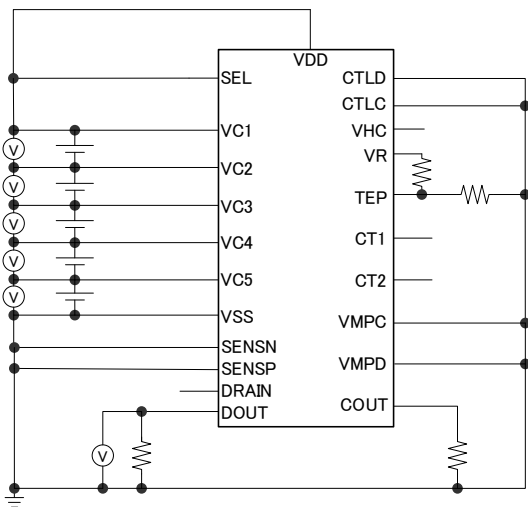 VDD
SEL
VC1
VC2
VC3
VC4
VC5
VSS
SENSN
SENSP
DRAIN
DOUT
CTLD
CTLC
VHC
VR
TEP
CT1
CT2
VMPC
VMPD
COUT
V
V
V
V
V
V